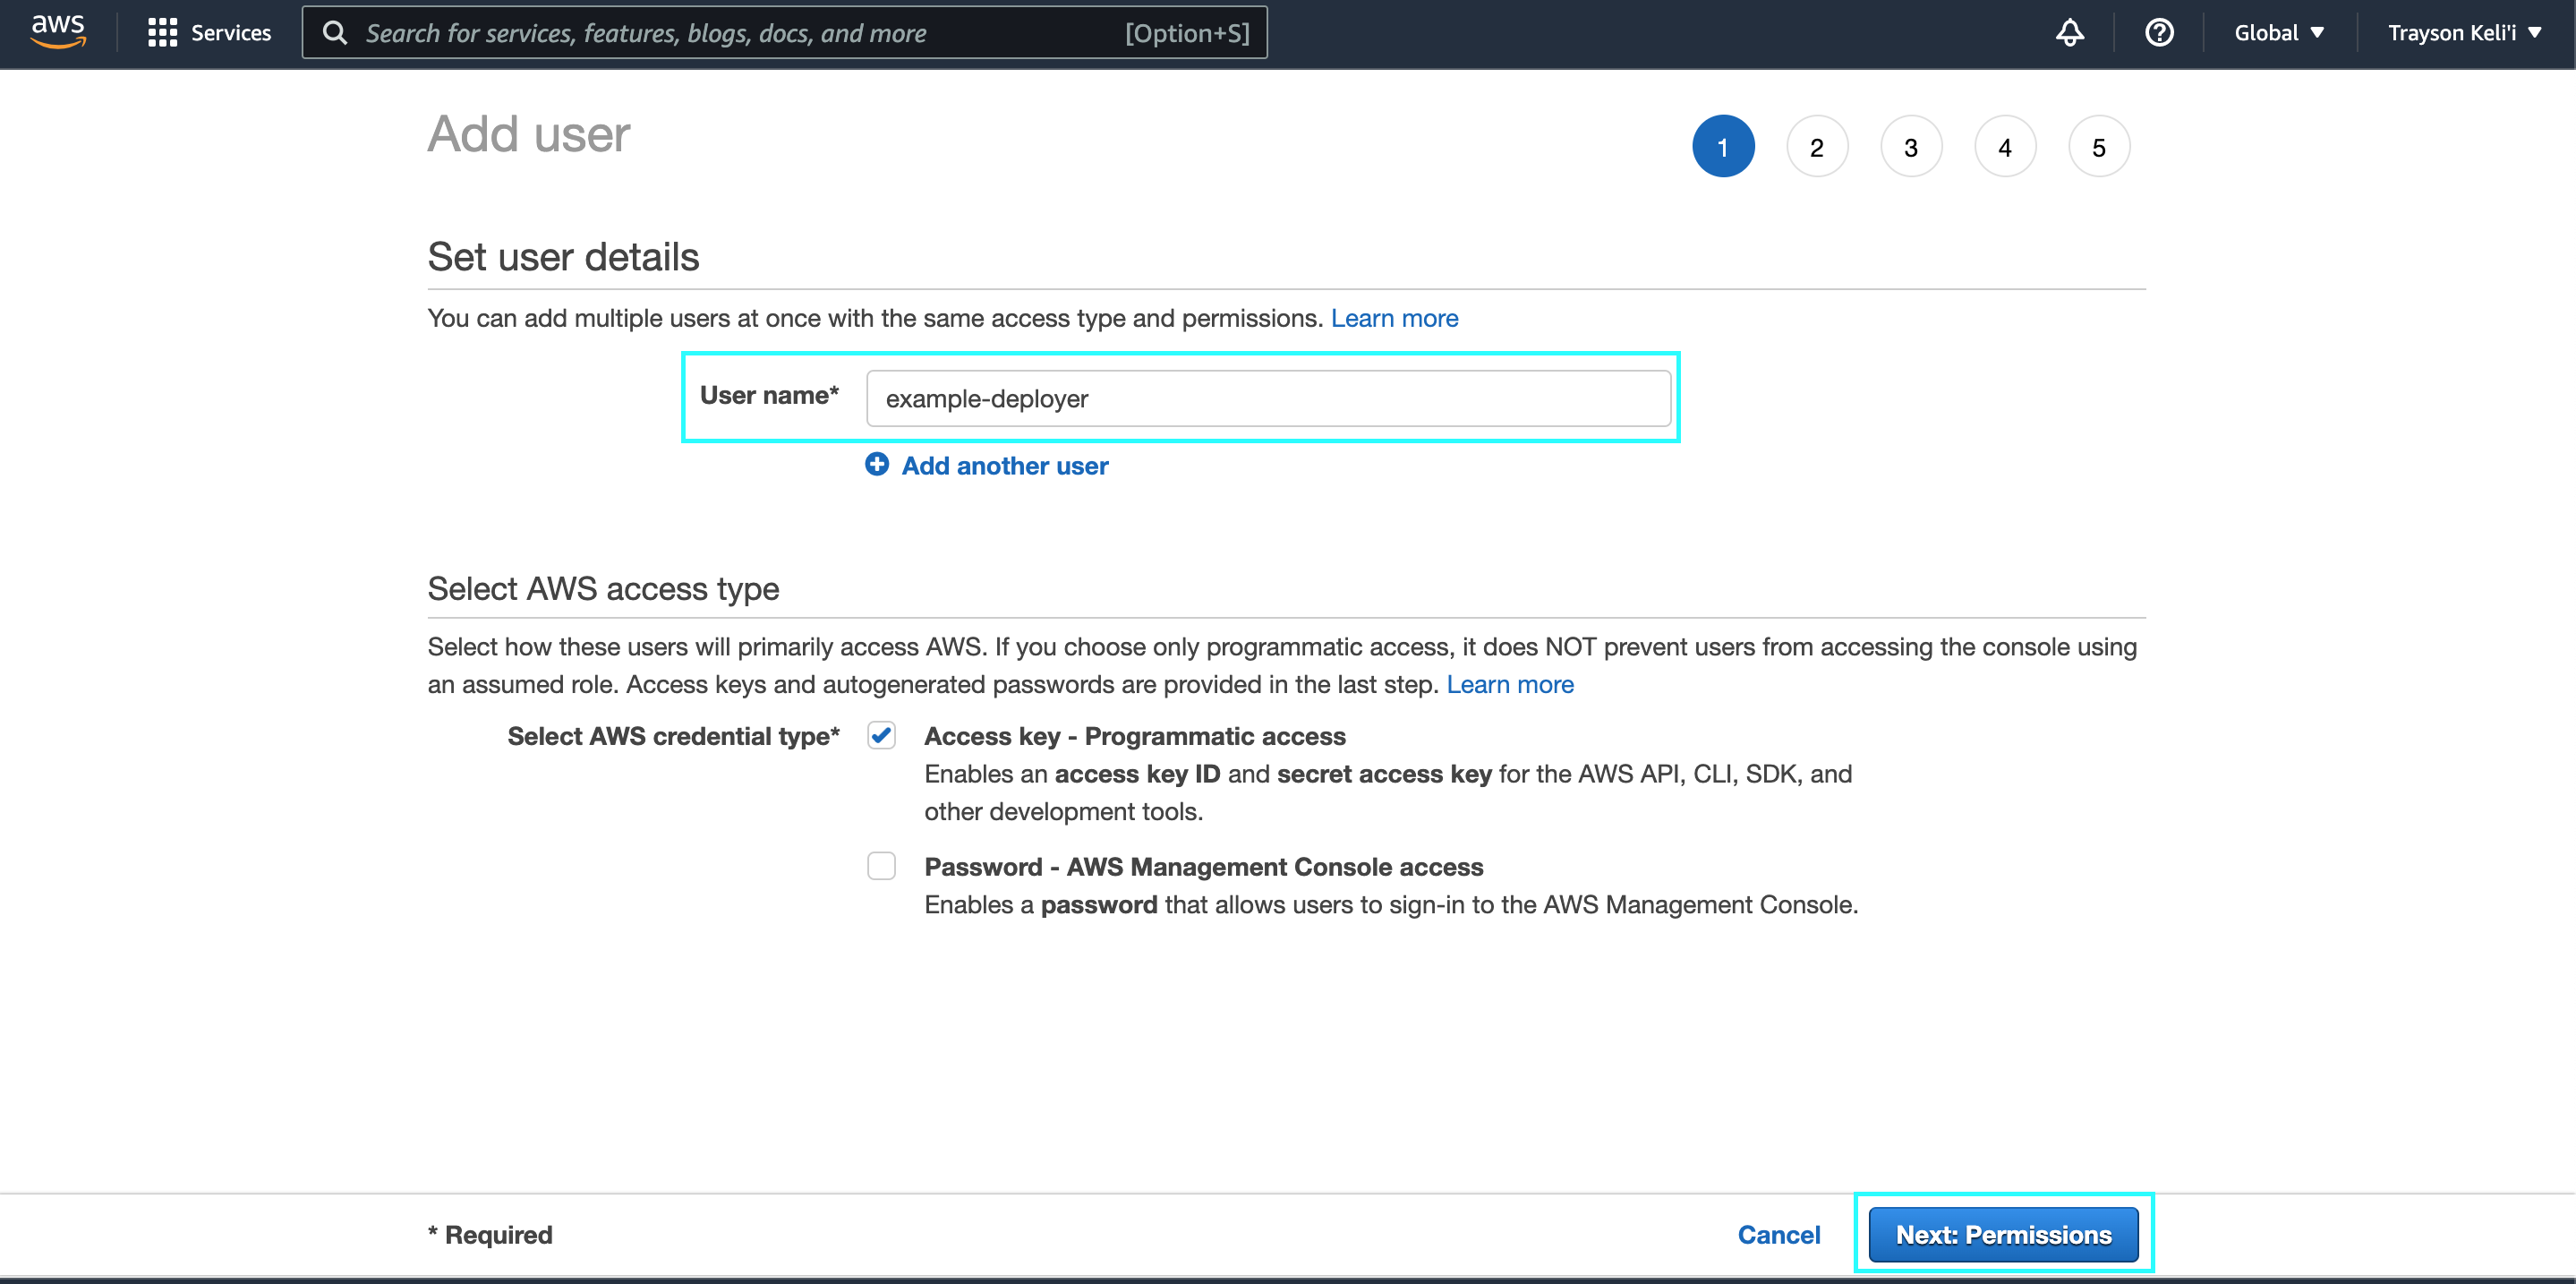 aws Services Search for services, features, blogs, docs, and more [Option+S] Global Trayson Keli'i
Add user 1 2 3 4 5
Set user details
You can add multiple users at once with the same access type and permissions. Learn more
User name* example-deployer
Add another user
Select AWS access type
Select how these users will primarily access AWS. If you choose only programmatic access, it does NOT prevent users from accessing the console using
an assumed role. Access keys and autogenerated passwords are provided in the last step. Learn more
Select AWS credential type* Access key - Programmatic access
Enables an access key ID and secret access key for the AWS API, CLI, SDK, and
other development tools.
Password - AWS Management Console access
Enables a password that allows users to sign-in to the AWS Management Console.
* Required Cancel Next: Permissions